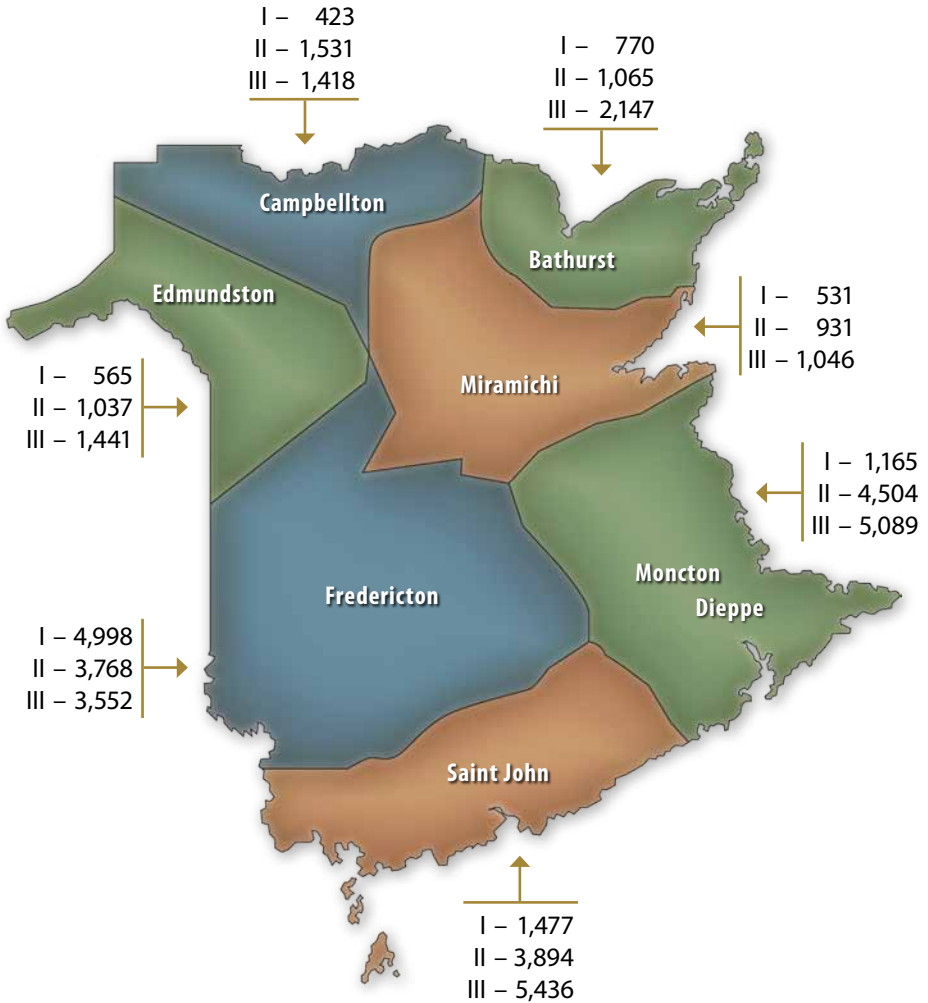 I – 423
II – 1,531
III – 1,418
I – 770
II – 1,065
III – 2,147
Campbellton
Bathurst
Edmundston
I – 531
II – 931
III – 1,046
Miramichi
I – 565
II – 1,037
III – 1,441
I – 1,165
II – 4,504
III – 5,089
Moncton
Dieppe
Fredericton
I – 4,998
II – 3,768
III – 3,552
Saint John
I – 1,477
II – 3,894
III – 5,436